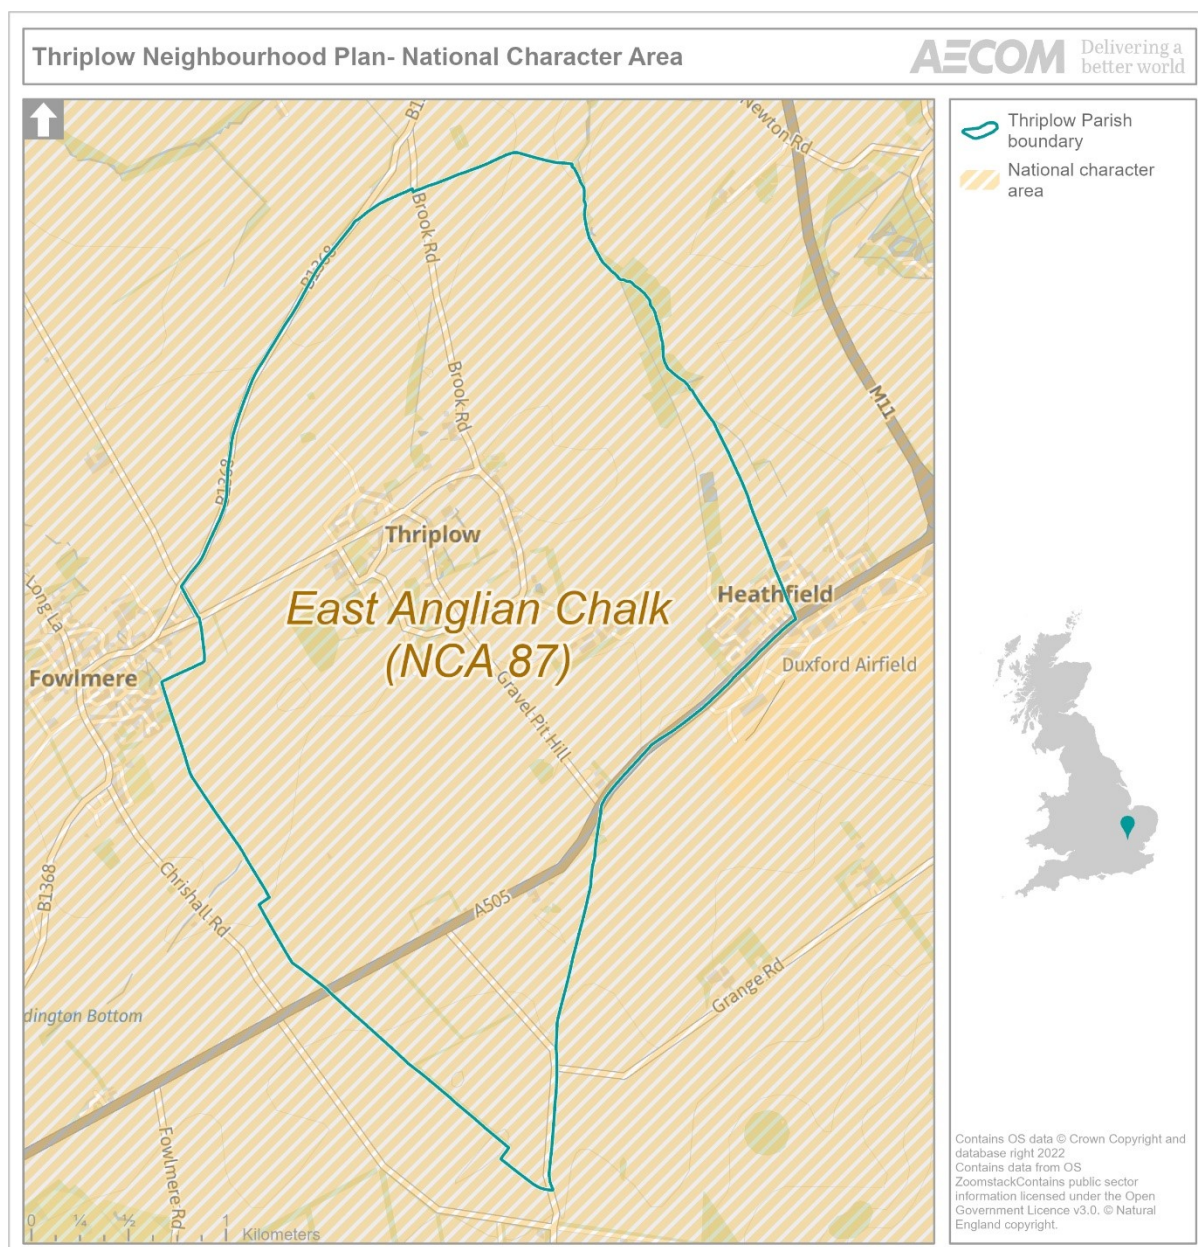 Thriplow Neighbourhood Plan- National Character Area
AECOM
Delivering a
better world
Thriplow Parish
boundary
National character
area
Newton Rd
Brook Rd
B1368
Brook Rd
M11
B1368
Thriplow
East Anglian Chalk
(NCA 87)
Heathfield
Duxford Airfield
Long La
Fowlmere
Gravel Pit Hill
Chrishall Rd
B1368
A505
Grange Rd
dington Bottom
Fowlmere Rd
0 ¼ ½ 1
Kilometers
Contains OS data © Crown Copyright and
database right 2022
Contains data from OS
ZoomstackContains public sector
information licensed under the Open
Government Licence v3.0. © Natural
England copyright.